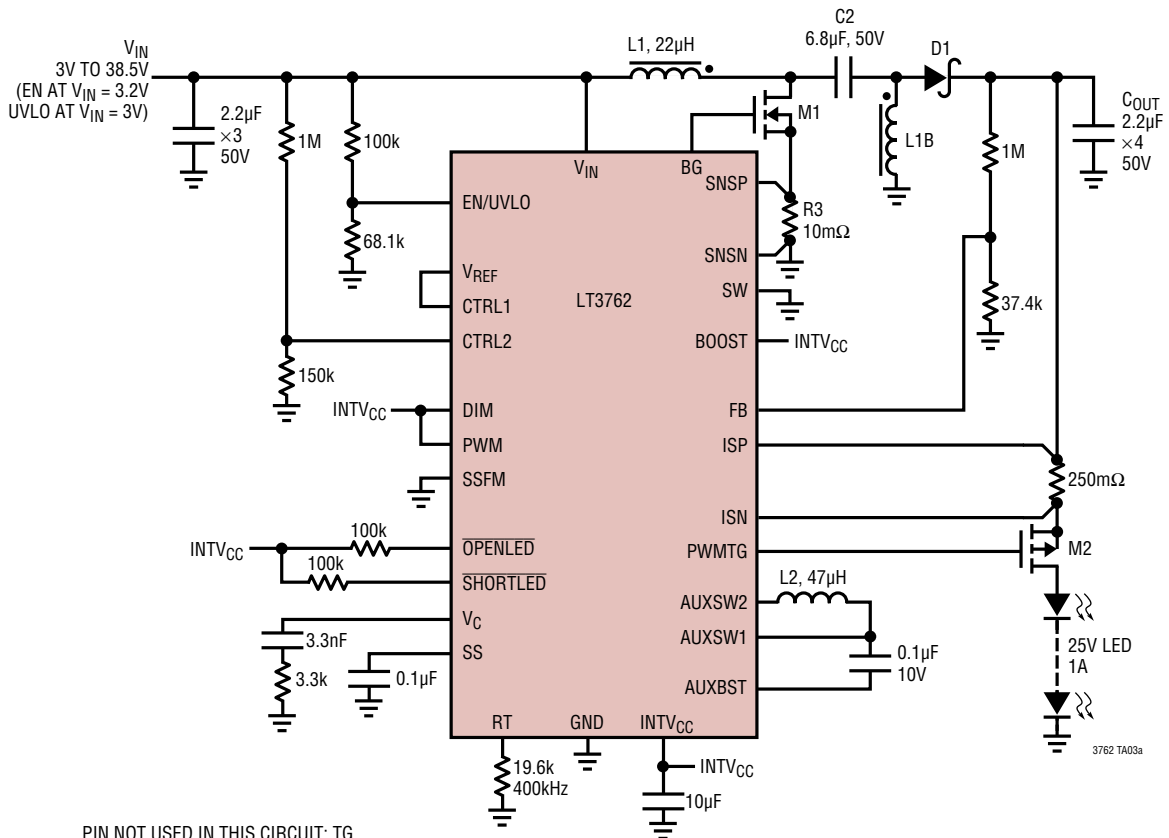 V_IN
3V TO 38.5V
(EN AT V_IN = 3.2V
UVLO AT V_IN = 3V)
2.2µF
×3
50V
1M
100k
L1, 22µH
C2
6.8µF, 50V
D1
M1
L1B
1M
C_OUT
2.2µF
×4
50V
68.1k
V_IN
BG
EN/UVLO
SNSP
R3
10mΩ
V_REF
SNSN
CTRL1
LT3762
SW
37.4k
CTRL2
BOOST
INTV_CC
150k
INTV_CC
DIM
FB
PWM
ISP
SSFM
250mΩ
ISN
INTV_CC
100k
OPENLED
PWMTG
M2
100k
SHORTLED
L2, 47µH
AUXSW2
V_C
AUXSW1
3.3nF
SS
25V LED
1A
3.3k
0.1µF
0.1µF
10V
AUXBST
RT
GND
INTV_CC
3762 TA03a
19.6k
400kHz
INTV_CC
10µF
PIN NOT USED IN THIS CIRCUIT: TG